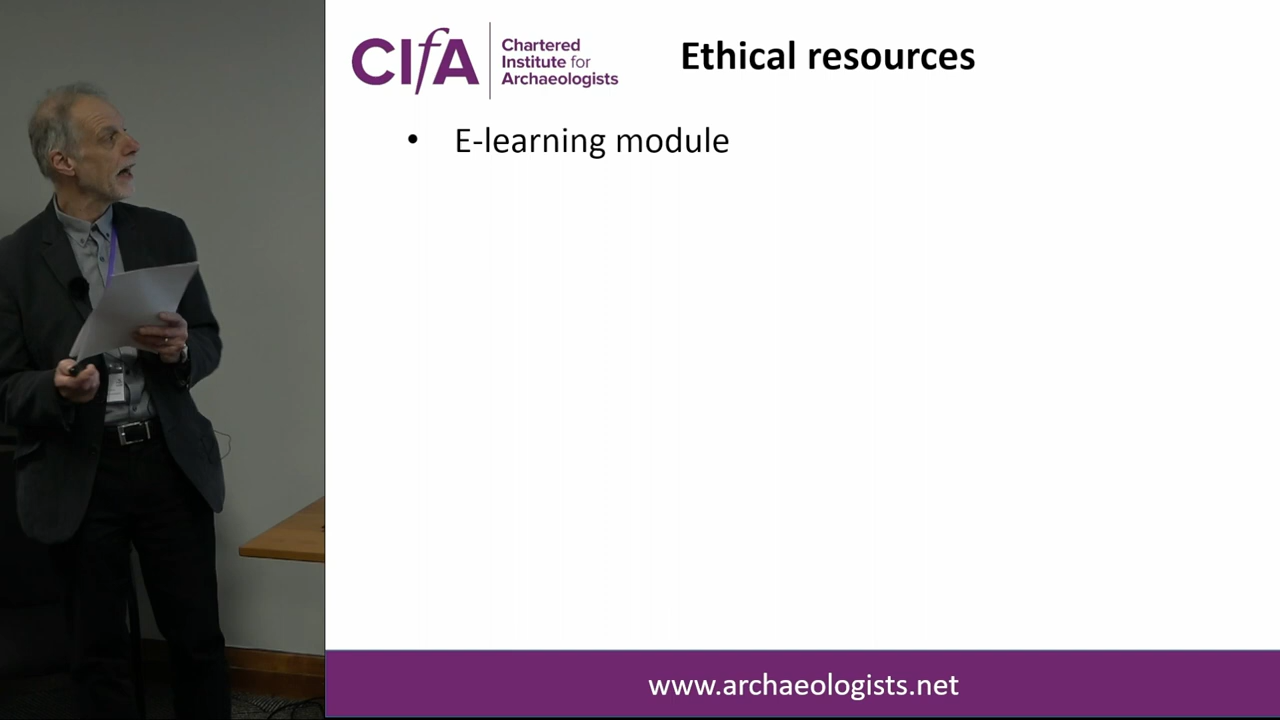 CIfA
Chartered
Institute for
Archaeologists
Ethical resources
• E-learning module
www.archaeologists.net